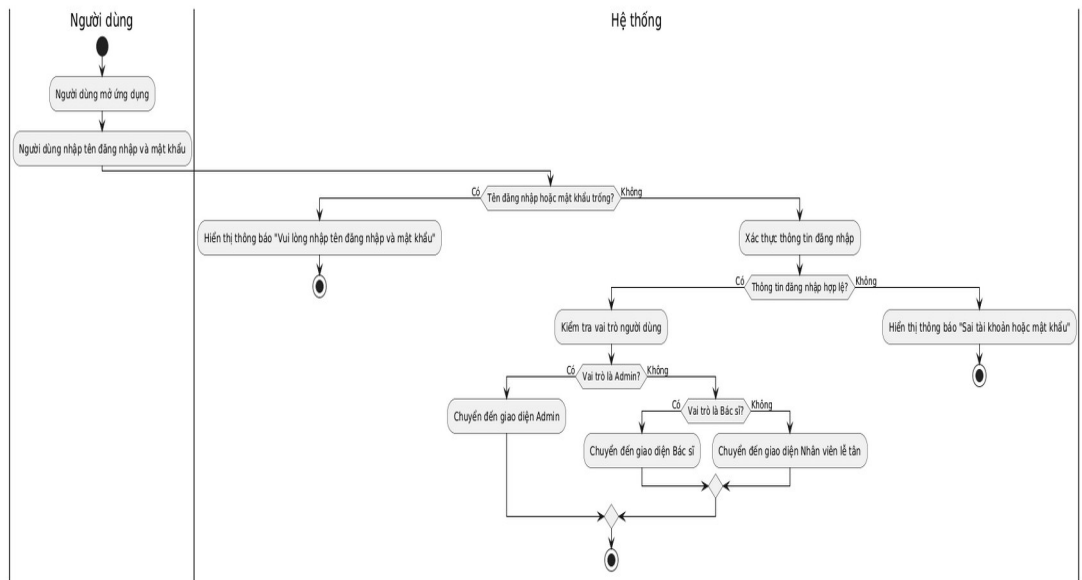 Người dùng
Hệ thống
Người dùng mở ứng dụng
Người dùng nhập tên đăng nhập và mật khẩu
Có
Tên đăng nhập hoặc mật khẩu trống?
Không
Hiển thị thông báo "Vui lòng nhập tên đăng nhập và mật khẩu"
Xác thực thông tin đăng nhập
Có
Thông tin đăng nhập hợp lệ?
Không
Kiểm tra vai trò người dùng
Hiển thị thông báo "Sai tài khoản hoặc mật khẩu"
Có
Vai trò là Admin?
Không
Chuyển đến giao diện Admin
Có
Vai trò là Bác sĩ?
Không
Chuyển đến giao diện Bác sĩ
Chuyển đến giao diện Nhân viên lễ tân